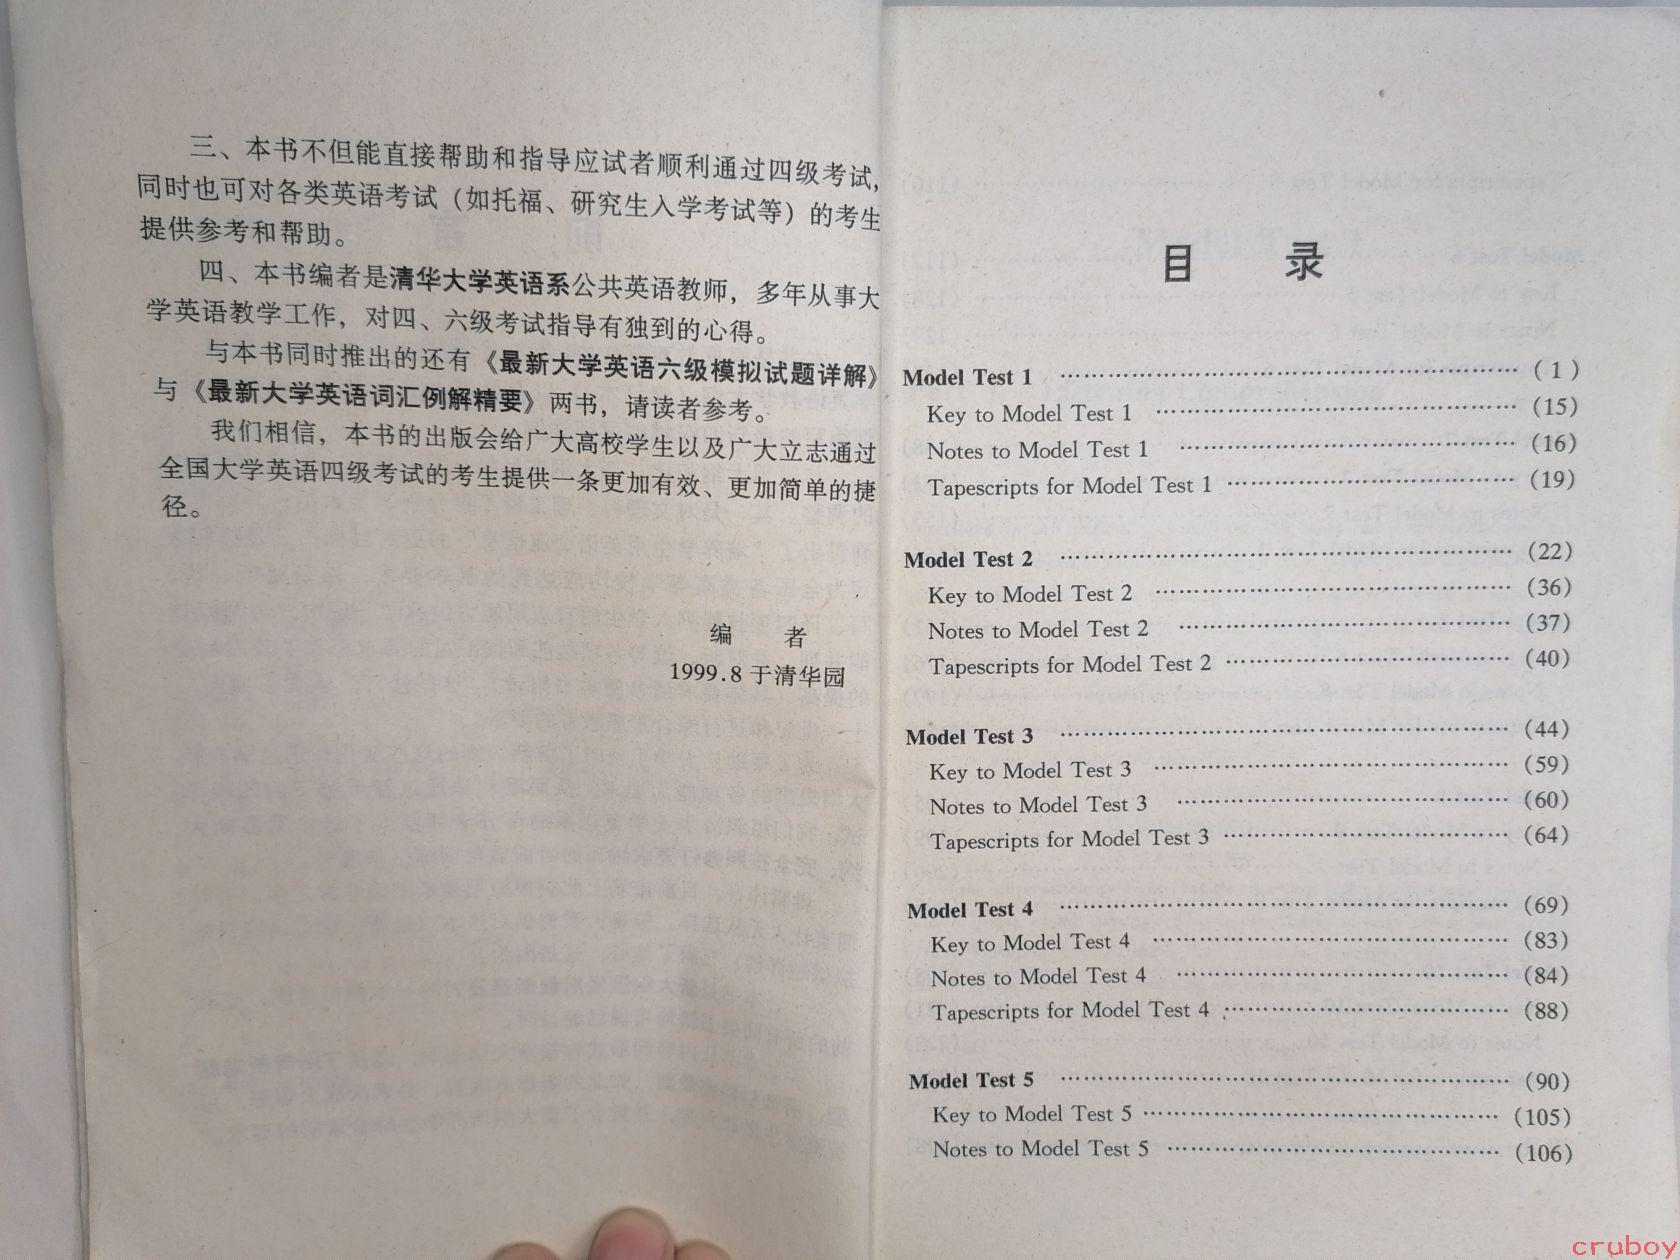 三、本书不但能直接帮助和指导应试者顺利通过四级考试,
同时也可对各类英语考试（如托福、研究生入学考试等）的考生
提供参考和帮助。
四、本书编者是清华大学英语系公共英语教师，多年从事大
学英语教学工作，对四、六级考试指导有独到的心得。
与本书同时推出的还有《最新大学英语六级模拟试题详解》
与《最新大学英语词汇例解精要》两书，请读者参考。
我们相信，本书的出版会给广大高校学生以及广大立志通过
全国大学英语四级考试的考生提供一条更加有效、更加简单的捷
径。
编 者
1999.8于清华园
目 录
Model Test 1 ……………………………………………… ( 1 )
Key to Model Test 1 …………………………………… (15)
Notes to Model Test 1 ………………………………… (16)
Tapescripts for Model Test 1 …………………………… (19)
Model Test 2 ……………………………………………… (22)
Key to Model Test 2 …………………………………… (36)
Notes to Model Test 2 ………………………………… (37)
Tapescripts for Model Test 2 …………………………… (40)
Model Test 3 ……………………………………………… (44)
Key to Model Test 3 …………………………………… (59)
Notes to Model Test 3 ………………………………… (60)
Tapescripts for Model Test 3 …………………………… (64)
Model Test 4 ……………………………………………… (69)
Key to Model Test 4 …………………………………… (83)
Notes to Model Test 4 ………………………………… (84)
Tapescripts for Model Test 4 …………………………… (88)
Model Test 5 ……………………………………………… (90)
Key to Model Test 5 …………………………………… (105)
Notes to Model Test 5 ………………………………… (106)
cruboy